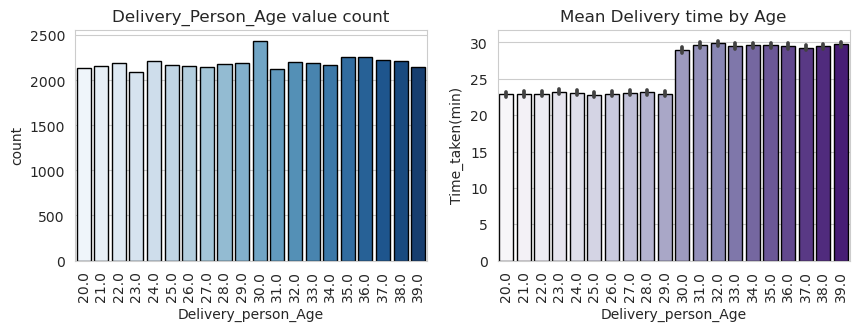 Delivery_Person_Age value count
count
2500
2000
1500
1000
500
0
20.0 21.0 22.0 23.0 24.0 25.0 26.0 27.0 28.0 29.0 30.0 31.0 32.0 33.0 34.0 35.0 36.0 37.0 38.0 39.0
Delivery_person_Age
Mean Delivery time by Age
Time_taken(min)
30
25
20
15
10
5
0
20.0 21.0 22.0 23.0 24.0 25.0 26.0 27.0 28.0 29.0 30.0 31.0 32.0 33.0 34.0 35.0 36.0 37.0 38.0 39.0
Delivery_person_Age